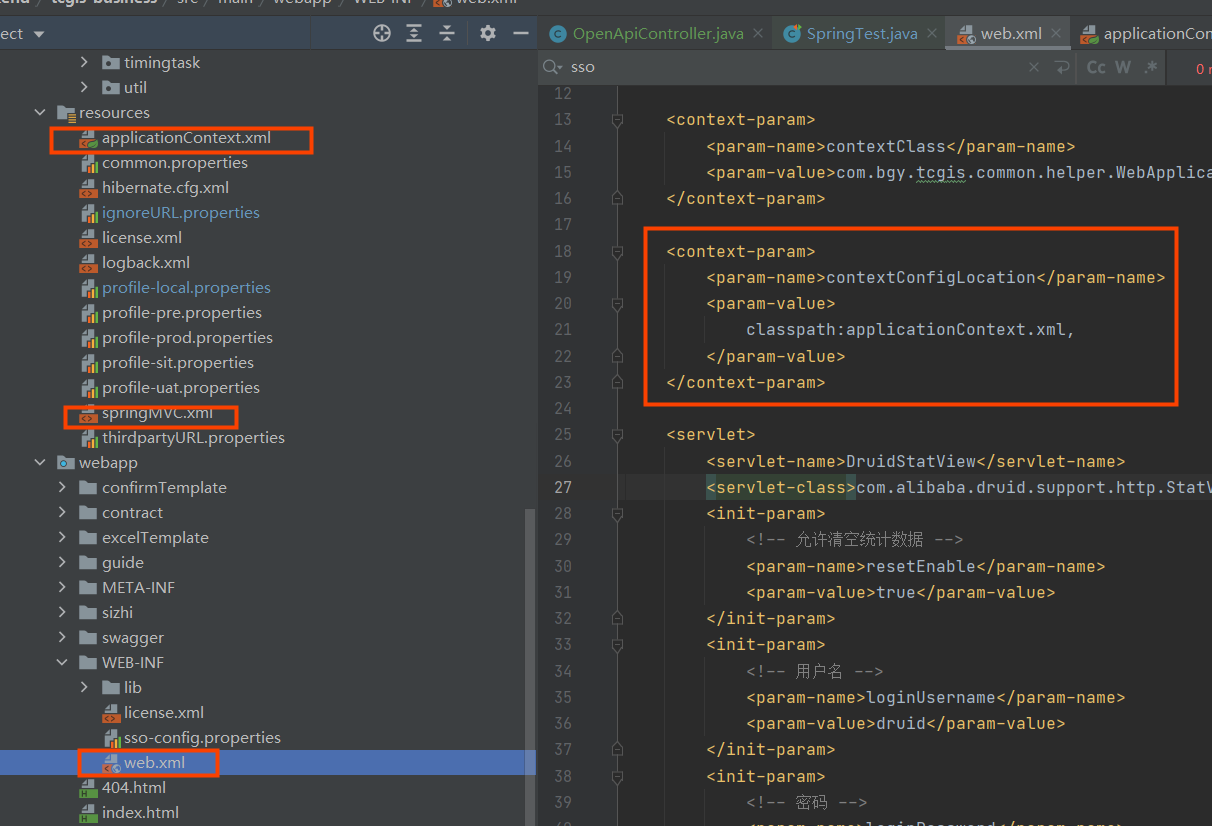 tcgis-business src main webapp WEB-INF web.xml
ect
timingtask
util
resources
applicationContext.xml
common.properties
hibernate.cfg.xml
ignoreURL.properties
license.xml
logback.xml
profile-local.properties
profile-pre.properties
profile-prod.properties
profile-sit.properties
profile-uat.properties
springMVC.xml
thirdpartyURL.properties
webapp
confirmTemplate
contract
excelTemplate
guide
META-INF
sizhi
swagger
WEB-INF
lib
license.xml
sso-config.properties
web.xml
404.html
index.html
OpenApiController.java SpringTest.java web.xml applicationCon
sso Cc W .* 0
12
13 <context-param>
14 <param-name>contextClass</param-name>
15 <param-value>com.bgy.tcgis.common.helper.WebApplica
16 </context-param>
17
18 <context-param>
19 <param-name>contextConfigLocation</param-name>
20 <param-value>
21 classpath:applicationContext.xml,
22 </param-value>
23 </context-param>
24
25 <servlet>
26 <servlet-name>DruidStatView</servlet-name>
27 <servlet-class>com.alibaba.druid.support.http.StatV
28 <init-param>
29 <!-- 允许清空统计数据 -->
30 <param-name>resetEnable</param-name>
31 <param-value>true</param-value>
32 </init-param>
33 <init-param>
34 <!-- 用户名 -->
35 <param-name>loginUsername</param-name>
36 <param-value>druid</param-value>
37 </init-param>
38 <init-param>
39 <!-- 密码 -->
<param-name>loginPassword</param-name>